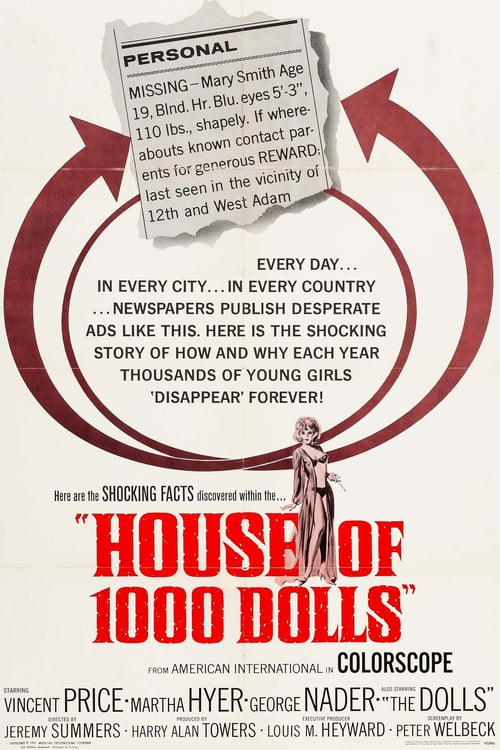 PERSONAL
MISSING—Mary Smith Age
19, Blnd. Hr. Blu. eyes 5'-3",
110 lbs., shapely. If where-
abouts known contact par-
ents for generous REWARD:
last seen in the vicinity of
12th and West Adam
EVERY DAY...
IN EVERY CITY...IN EVERY COUNTRY
...NEWSPAPERS PUBLISH DESPERATE
ADS LIKE THIS. HERE IS THE SHOCKING
STORY OF HOW AND WHY EACH YEAR
THOUSANDS OF YOUNG GIRLS
'DISAPPEAR' FOREVER!
Here are the SHOCKING FACTS discovered within the...
"HOUSE OF
1000 DOLLS"
FROM AMERICAN INTERNATIONAL IN COLORSCOPE
STARRING ALSO STARRING
VINCENT PRICE · MARTHA HYER · GEORGE NADER · "THE DOLLS"
DIRECTED BY PRODUCED BY EXECUTIVE PRODUCER SCREENPLAY BY
JEREMY SUMMERS · HARRY ALAN TOWERS · LOUIS M. HEYWARD · PETER WELBECK